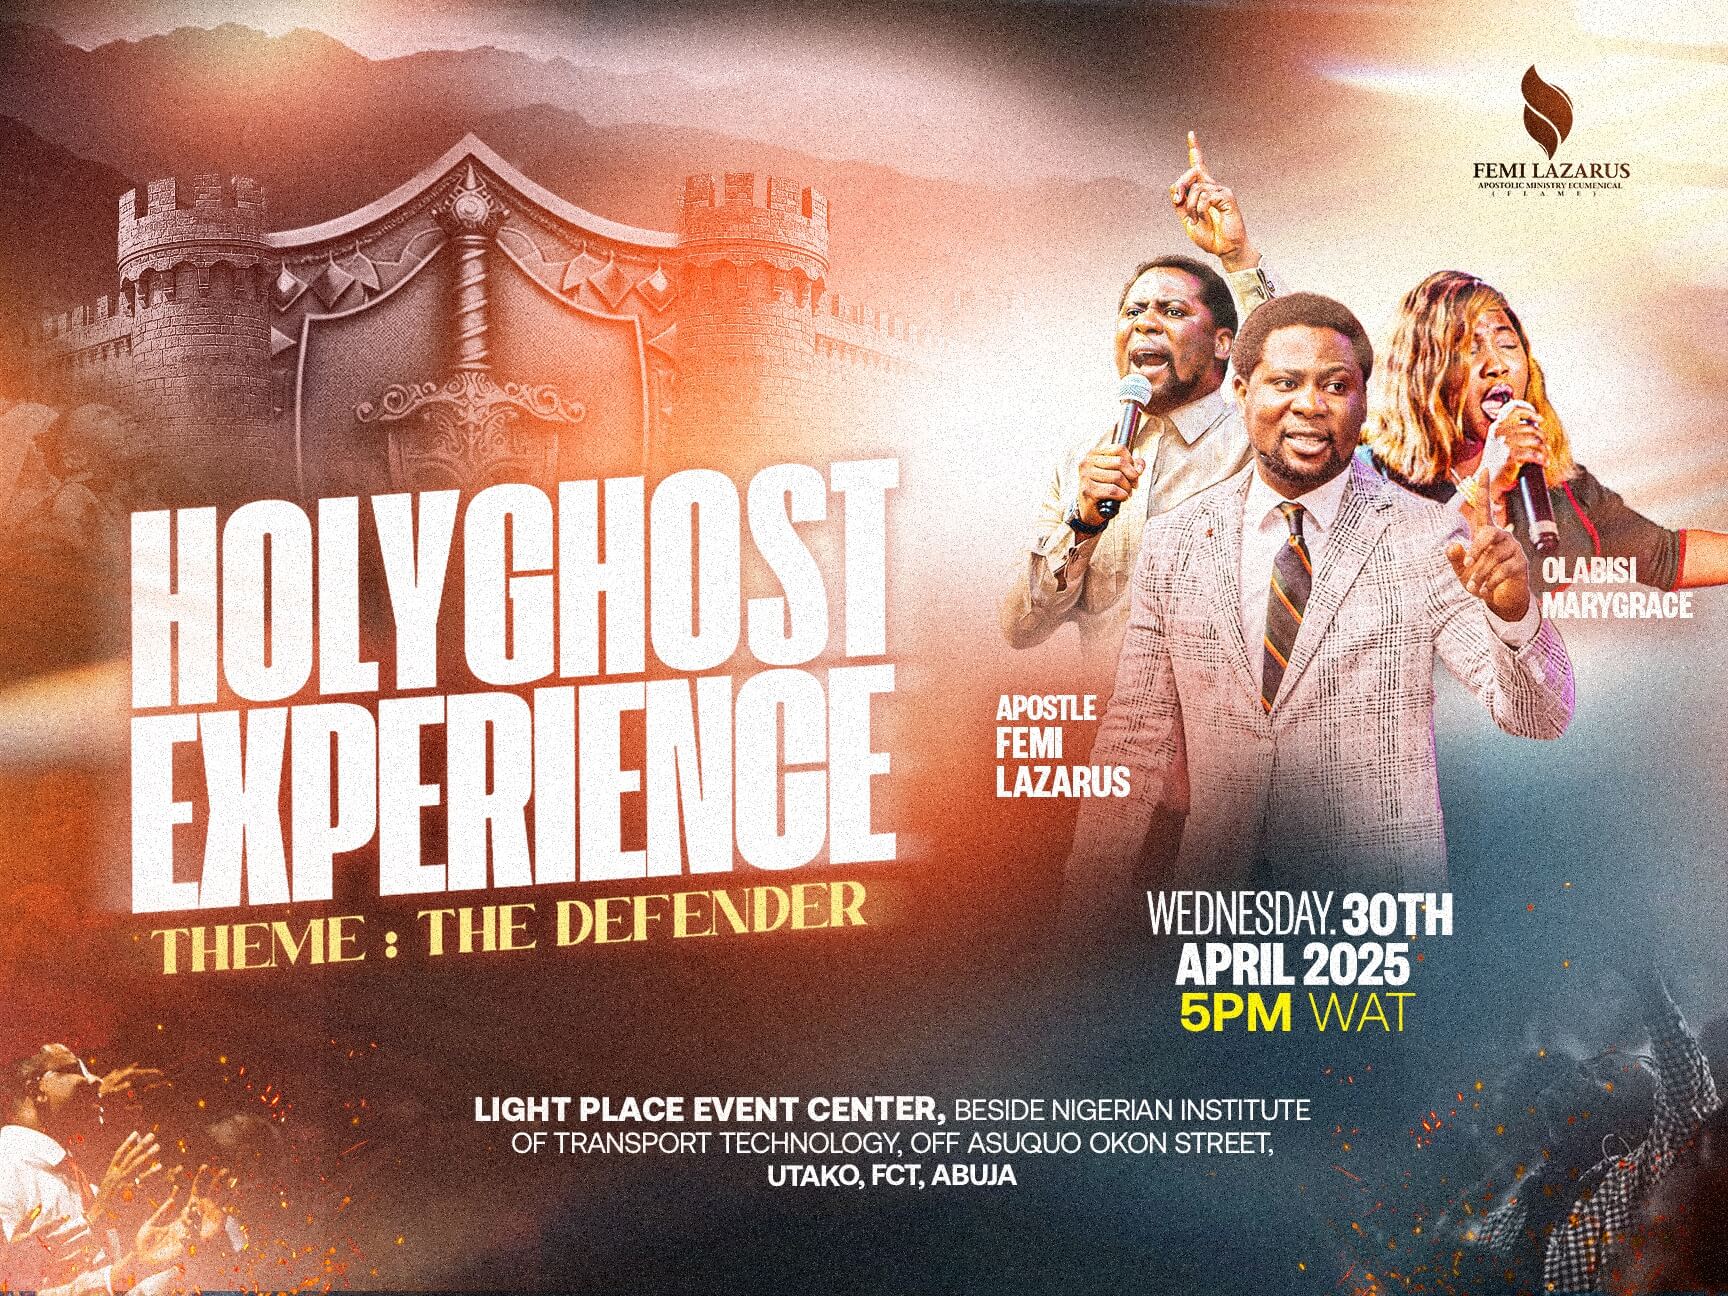 FEMI LAZARUS
APOSTOLIC MINISTRY ECUMENICAL
( F L A M E )
HOLYGHOST
EXPERIENCE
THEME : THE DEFENDER
OLABISI
MARYGRACE
APOSTLE
FEMI
LAZARUS
WEDNESDAY. 30TH
APRIL 2025
5PM WAT
LIGHT PLACE EVENT CENTER, BESIDE NIGERIAN INSTITUTE
OF TRANSPORT TECHNOLOGY, OFF ASUQUO OKON STREET,
UTAKO, FCT, ABUJA